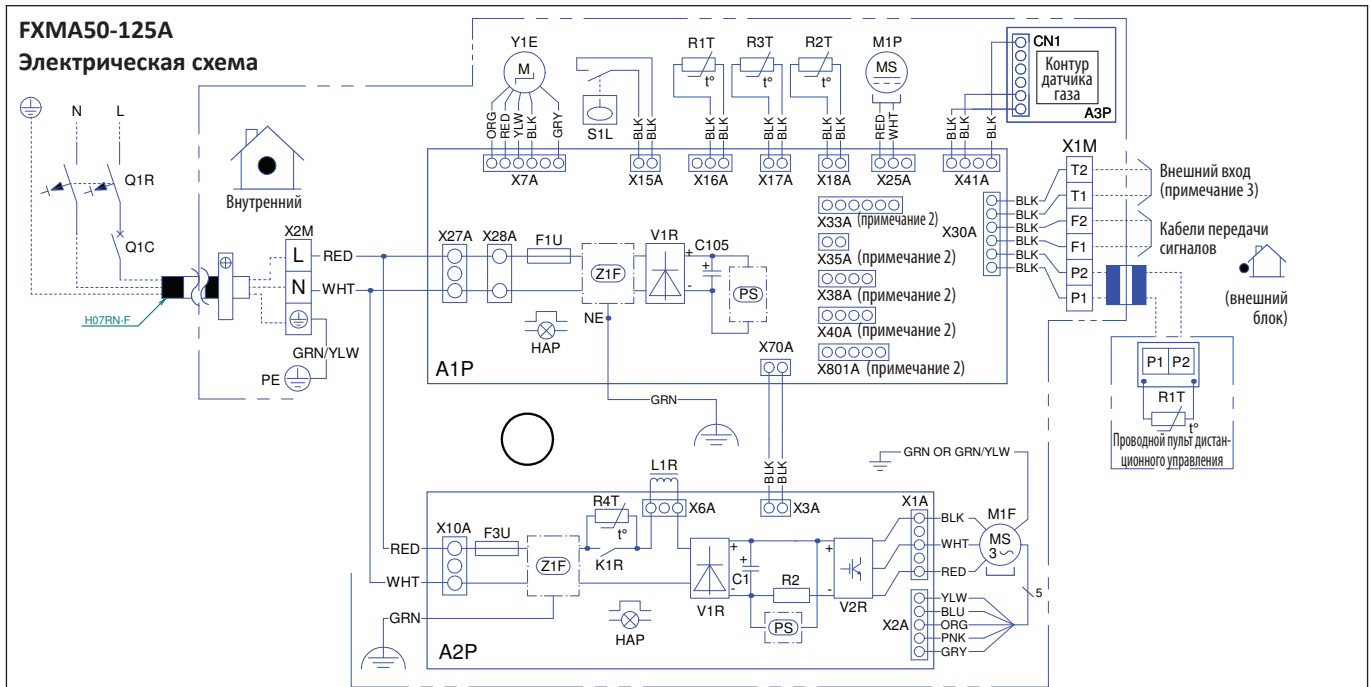 FXMA50-125A
Электрическая схема
N
L
Q1R
Q1C
H07RN-F
Внутренний
X2M
L
N
RED
WHT
GRN/YLW
PE
Y1E
M
ORG
RED
YLW
BLK
GRY
X7A
S1L
BLK
BLK
X15A
R1T
t°
BLK
BLK
X16A
R3T
t°
BLK
BLK
X17A
R2T
t°
BLK
BLK
X18A
M1P
MS
RED
WHT
X25A
BLK
BLK
BLK
X41A
CN1
Контур
датчика
газа
A3P
X27A
X28A
F1U
Z1F
V1R
+
+
C105
-
PS
NE
HAP
A1P
GRN
X33A (примечание 2)
X35A (примечание 2)
X38A (примечание 2)
X40A (примечание 2)
X801A (примечание 2)
X70A
BLK
BLK
X30A
BLK
BLK
BLK
BLK
BLK
X1M
T2
T1
F2
F1
P2
P1
Внешний вход
(примечание 3)
Кабели передачи
сигналов
(внешний
блок)
P1
P2
R1T
t°
Проводной пульт дистан-
ционного управления
RED
WHT
GRN
X10A
F3U
Z1F
R4T
t°
K1R
L1R
X6A
X3A
V1R
+
+
C1
-
R2
PS
+
-
V2R
HAP
A2P
X1A
BLK
WHT
RED
GRN OR GRN/YLW
M1F
MS
3
5
X2A
YLW
BLU
ORG
PNK
GRY